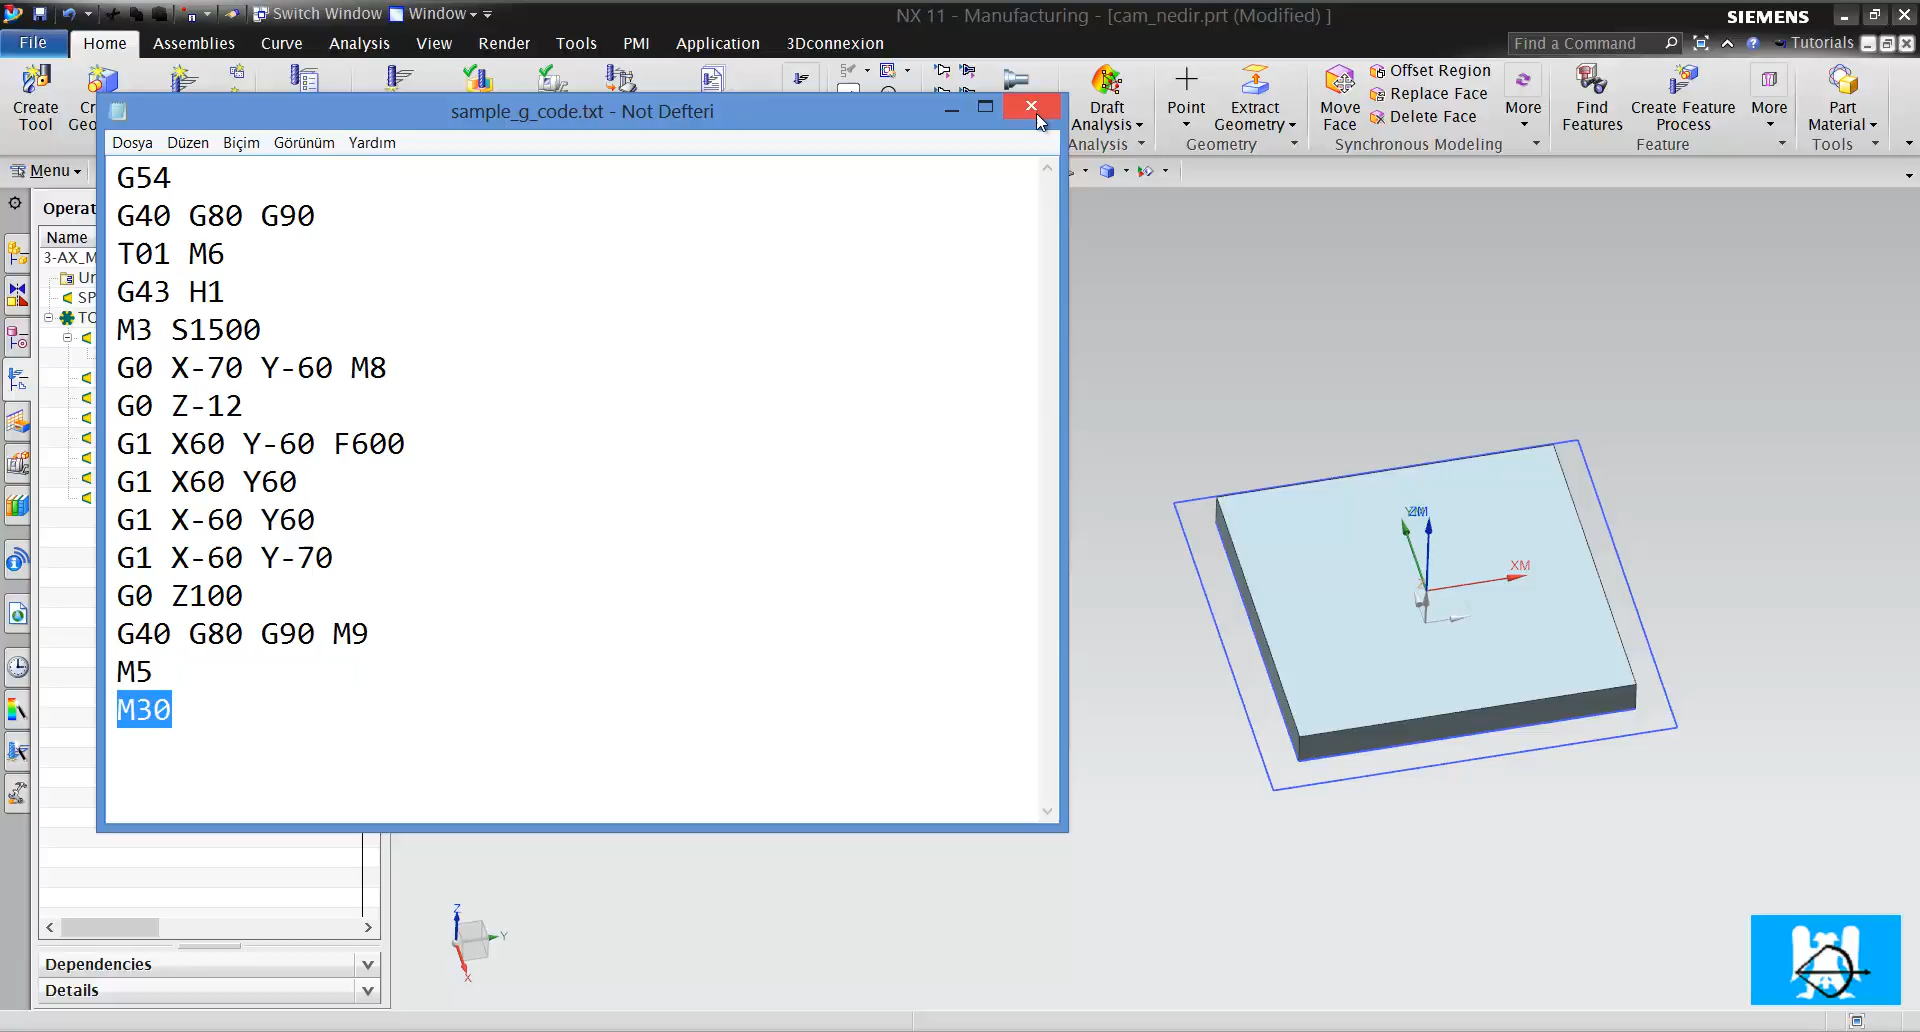 Switch Window Window
NX 11 - Manufacturing - [cam_nedir.prt (Modified) ]
SIEMENS
File Home Assemblies Curve Analysis View Render Tools PMI Application 3Dconnexion
Find a Command
Tutorials
Create Tool
Draft Analysis
Analysis
Point
Extract Geometry
Geometry
Move Face
Offset Region
Replace Face
Delete Face
More
Synchronous Modeling
Find Features
Create Feature Process
More
Feature
Part Material
Tools
Menu
sample_g_code.txt - Not Defteri
Dosya Düzen Biçim Görünüm Yardım
G54
G40 G80 G90
T01 M6
G43 H1
M3 S1500
G0 X-70 Y-60 M8
G0 Z-12
G1 X60 Y-60 F600
G1 X60 Y60
G1 X-60 Y60
G1 X-60 Y-70
G0 Z100
G40 G80 G90 M9
M5
M30
Name
XM
Z
Y
X
Dependencies
Details